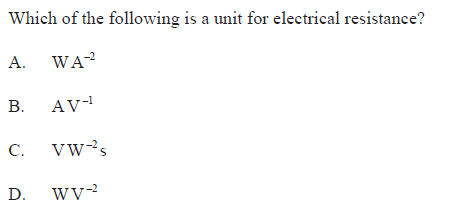 Which of the following is a unit for electrical resistance?
A. W A⁻²
B. A V⁻¹
C. V W⁻² s
D. W V⁻²